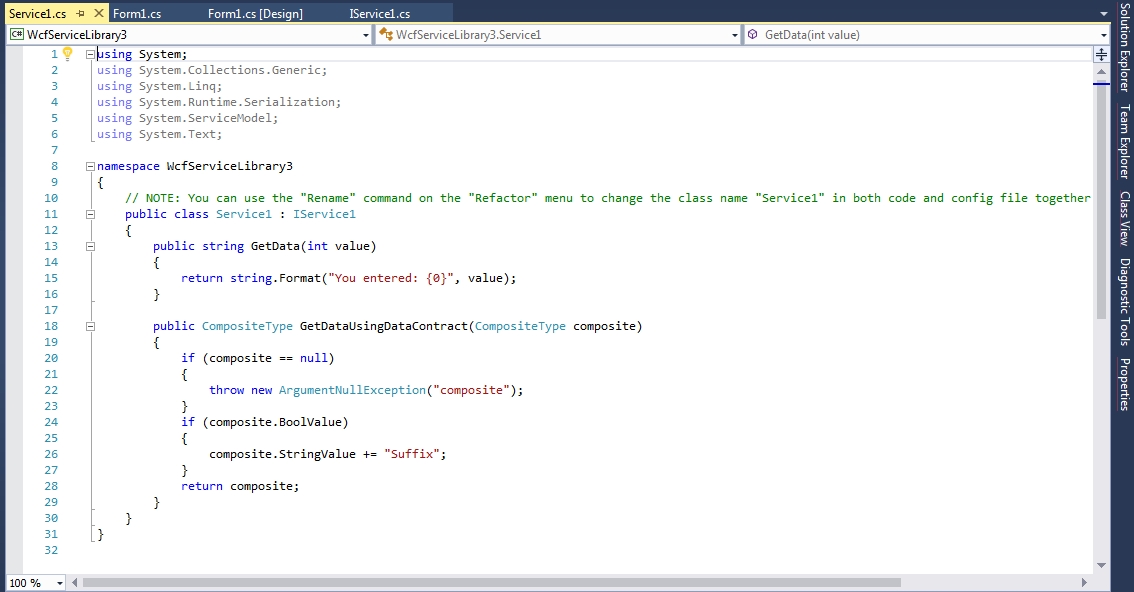 Service1.cs Form1.cs Form1.cs [Design] IService1.cs
C# WcfServiceLibrary3 WcfServiceLibrary3.Service1 GetData(int value)
1 using System;
2 using System.Collections.Generic;
3 using System.Linq;
4 using System.Runtime.Serialization;
5 using System.ServiceModel;
6 using System.Text;
7
8 namespace WcfServiceLibrary3
9 {
10 // NOTE: You can use the "Rename" command on the "Refactor" menu to change the class name "Service1" in both code and config file together
11 public class Service1 : IService1
12 {
13 public string GetData(int value)
14 {
15 return string.Format("You entered: {0}", value);
16 }
17
18 public CompositeType GetDataUsingDataContract(CompositeType composite)
19 {
20 if (composite == null)
21 {
22 throw new ArgumentNullException("composite");
23 }
24 if (composite.BoolValue)
25 {
26 composite.StringValue += "Suffix";
27 }
28 return composite;
29 }
30 }
31 }
32
100 %
Solution Explorer
Team Explorer
Class View
Diagnostic Tools
Properties